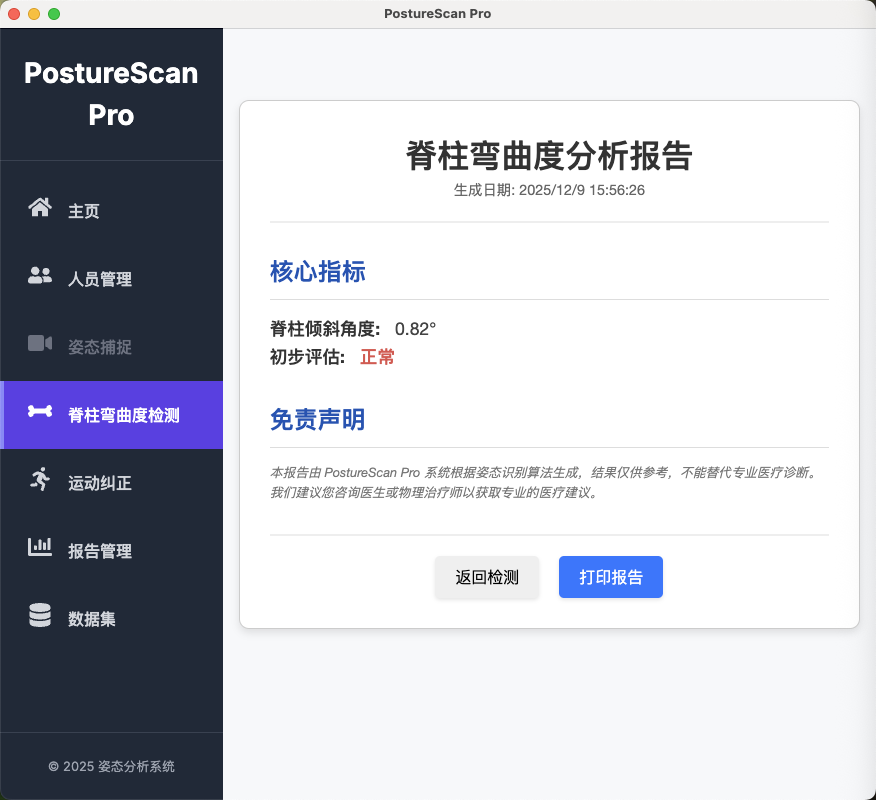 PostureScan Pro
PostureScan
Pro
主页
人员管理
姿态捕捉
脊柱弯曲度检测
运动纠正
报告管理
数据集
© 2025 姿态分析系统
脊柱弯曲度分析报告
生成日期: 2025/12/9 15:56:26
核心指标
脊柱倾斜角度: 0.82°
初步评估: 正常
免责声明
本报告由 PostureScan Pro 系统根据姿态识别算法生成，结果仅供参考，不能替代专业医疗诊断。
我们建议您咨询医生或物理治疗师以获取专业的医疗建议。
返回检测
打印报告